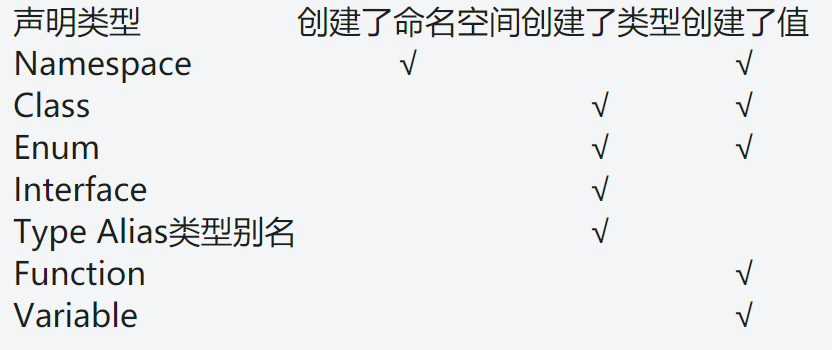 声明类型 创建了命名空间 创建了类型 创建了值
Namespace √ √
Class √ √
Enum √ √
Interface √
Type Alias类型别名 √
Function √
Variable √